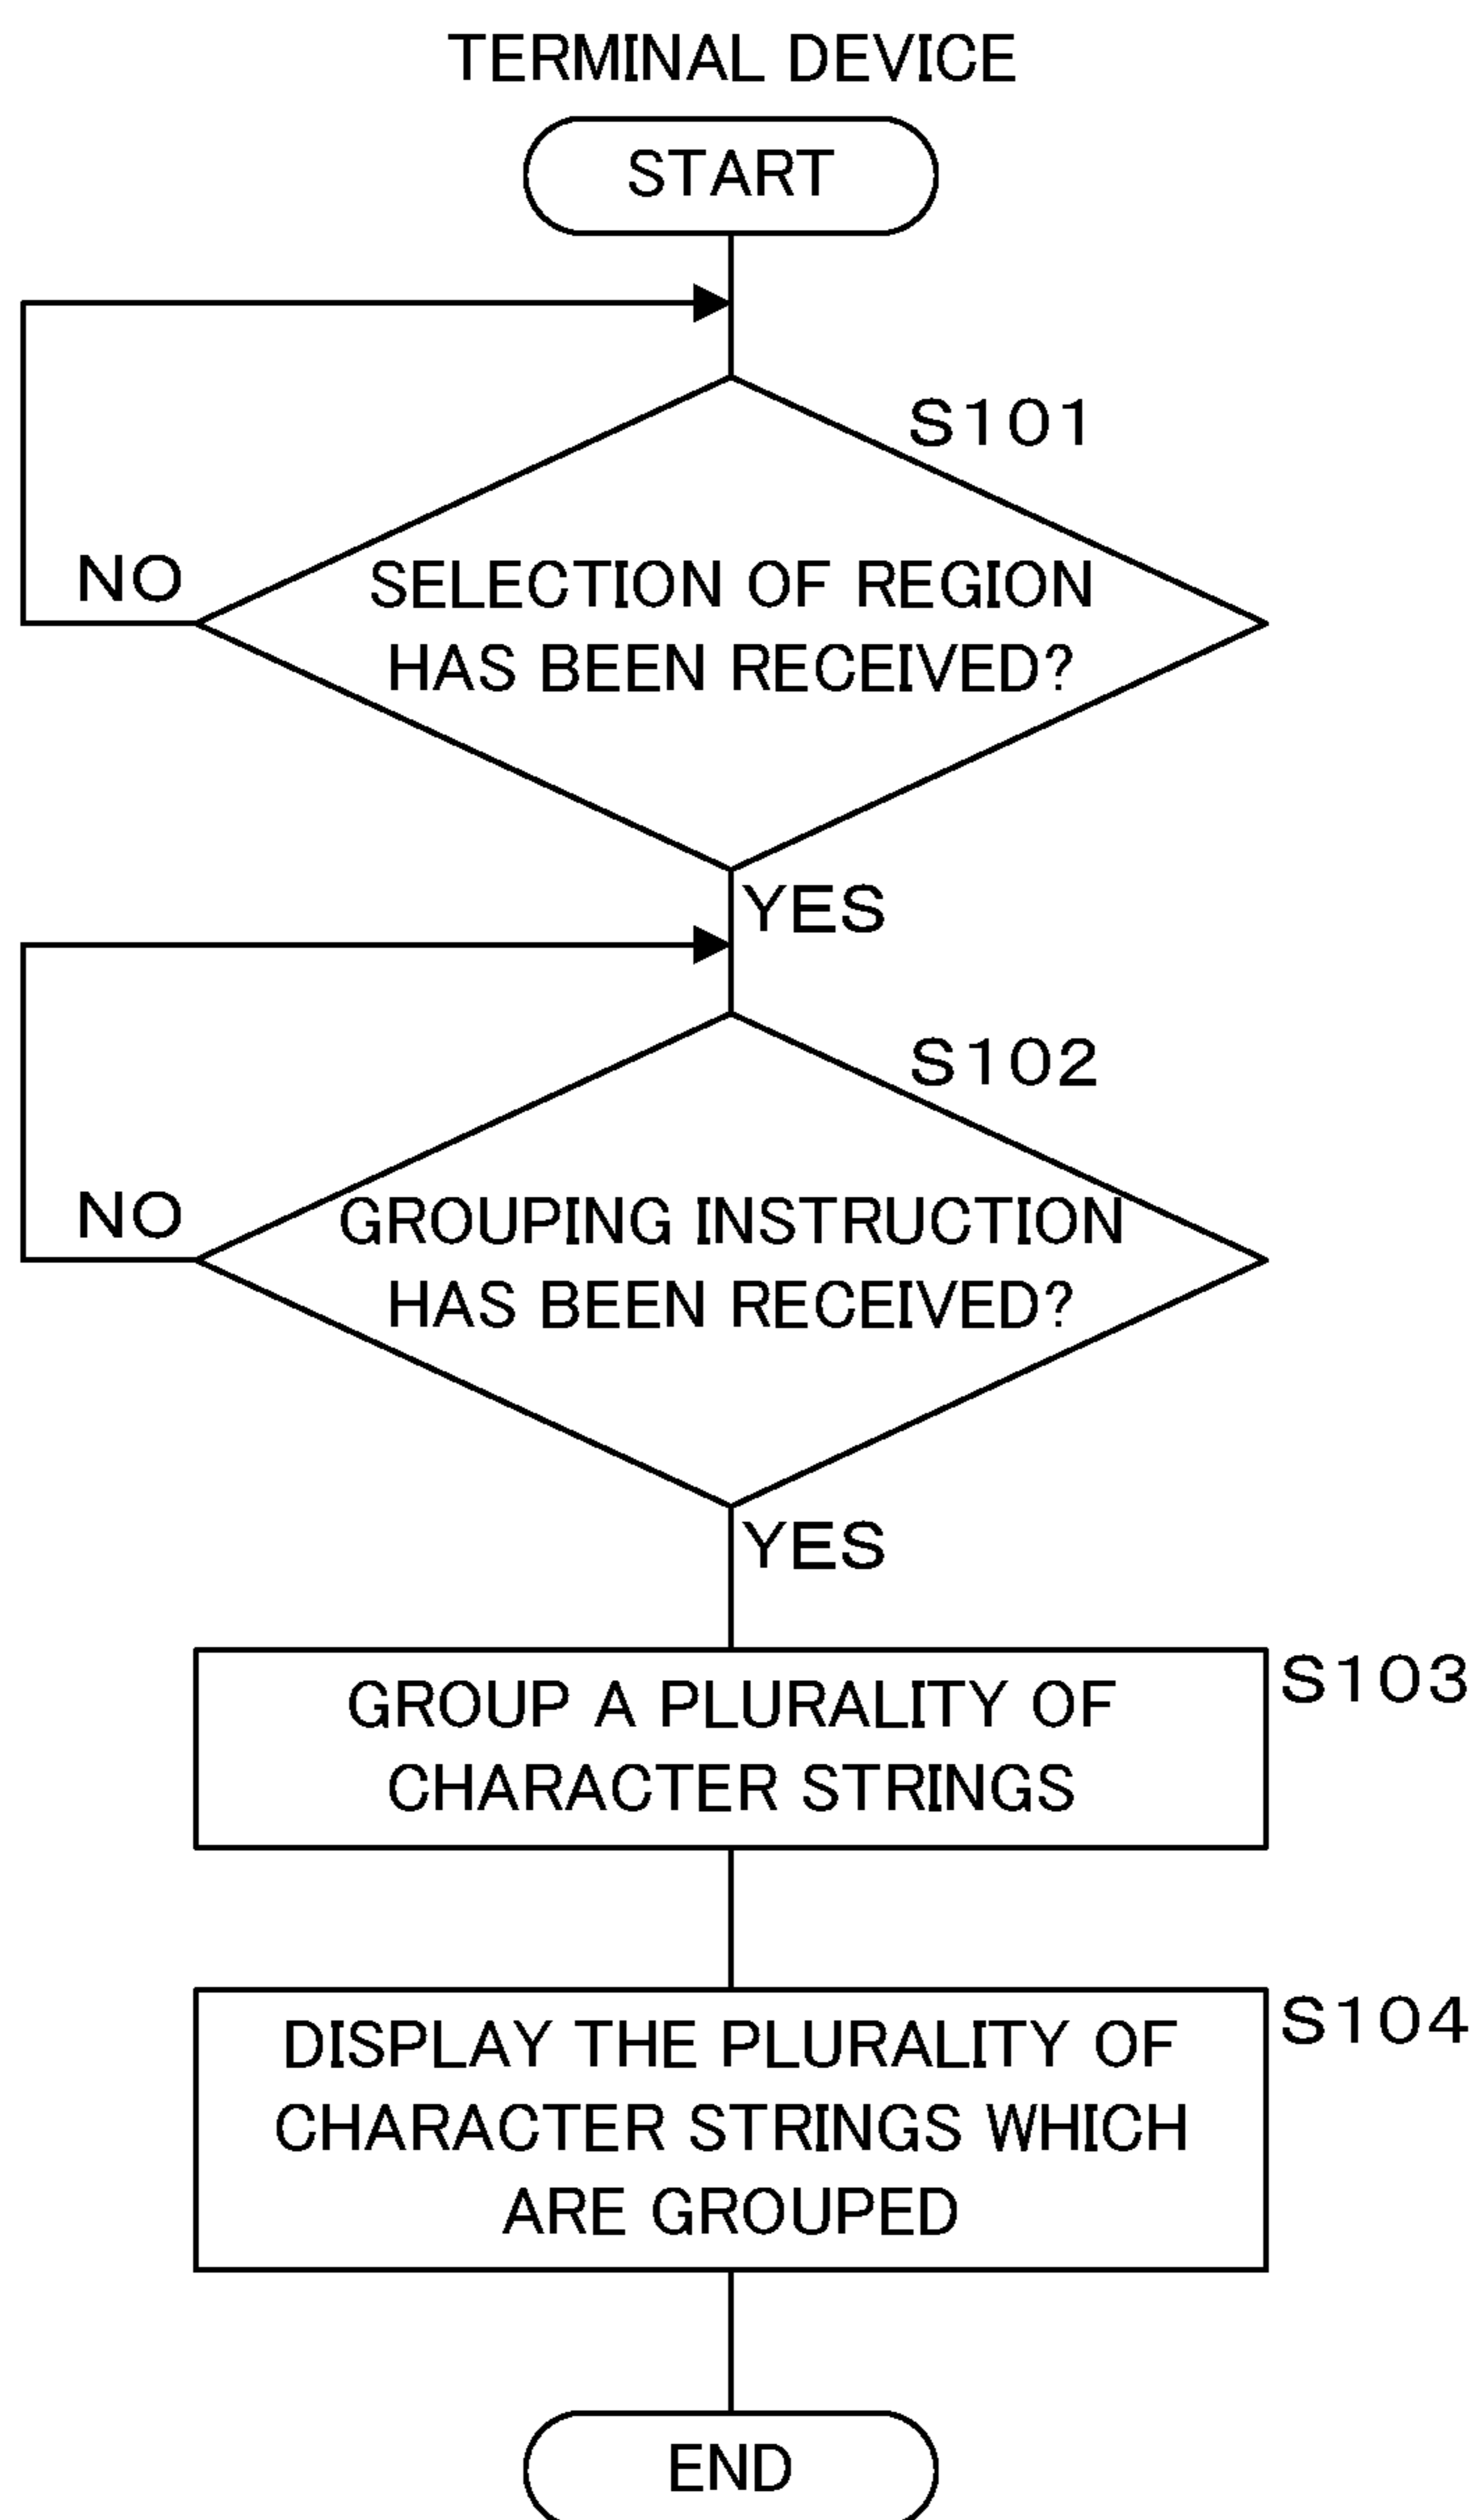 TERMINAL DEVICE
START
S101
NO
SELECTION OF REGION
HAS BEEN RECEIVED?
YES
S102
NO
GROUPING INSTRUCTION
HAS BEEN RECEIVED?
YES
S103
GROUP A PLURALITY OF
CHARACTER STRINGS
S104
DISPLAY THE PLURALITY OF
CHARACTER STRINGS WHICH
ARE GROUPED
END